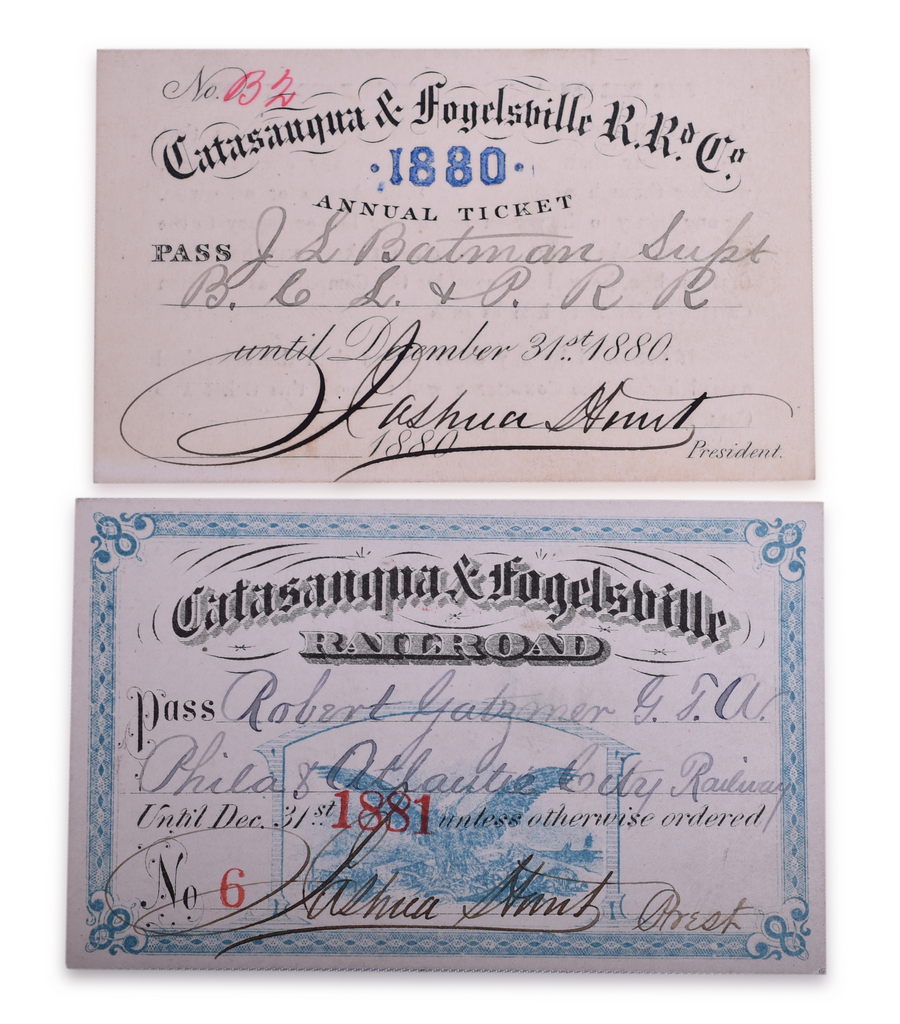 No. B2
Catasauqua & Fogelsville R. Rd. Co.
·1880·
ANNUAL TICKET
PASS J L Batman Supt
B. C L. & P. R R
until December 31st. 1880.
Joshua Hunt
1880
President.
Catasauqua & Fogelsville
RAILROAD
Pass Robert Gatzmer G. T. A.
Phila & Atlantic City Railway
Until Dec. 31st. 1881 unless otherwise ordered
No 6
Joshua Hunt Prest